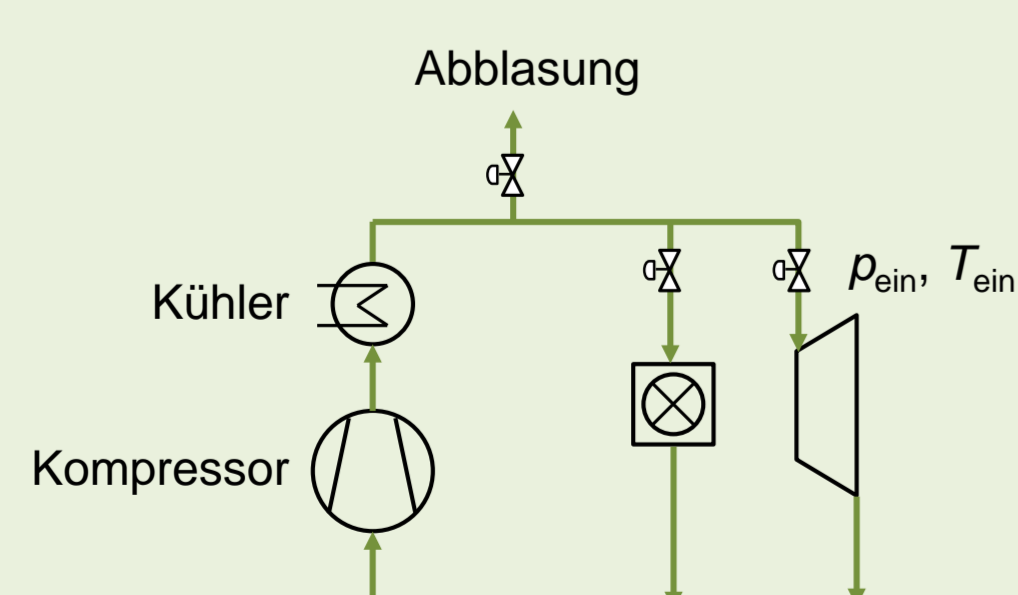 Abblasung
p_ein, T_ein
Kühler
Kompressor